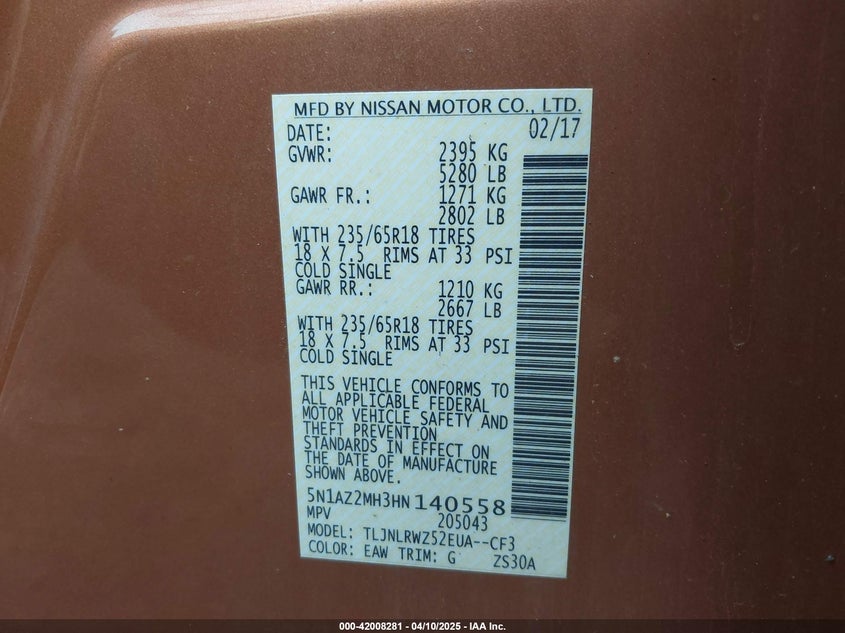 MFD BY NISSAN MOTOR CO., LTD.
DATE: 02/17
GVWR: 2395 KG
5280 LB
GAWR FR.: 1271 KG
2802 LB
WITH 235/65R18 TIRES
18 X 7.5 RIMS AT 33 PSI
COLD SINGLE
GAWR RR.: 1210 KG
2667 LB
WITH 235/65R18 TIRES
18 X 7.5 RIMS AT 33 PSI
COLD SINGLE
THIS VEHICLE CONFORMS TO
ALL APPLICABLE FEDERAL
MOTOR VEHICLE SAFETY AND
THEFT PREVENTION
STANDARDS IN EFFECT ON
THE DATE OF MANUFACTURE
SHOWN ABOVE.
5N1AZ2MH3HN140558
MPV 205043
MODEL: TLJNLRWZ52EUA--CF3
COLOR: EAW TRIM: G ZS30A
000-42008281 - 04/10/2025 - IAA Inc.